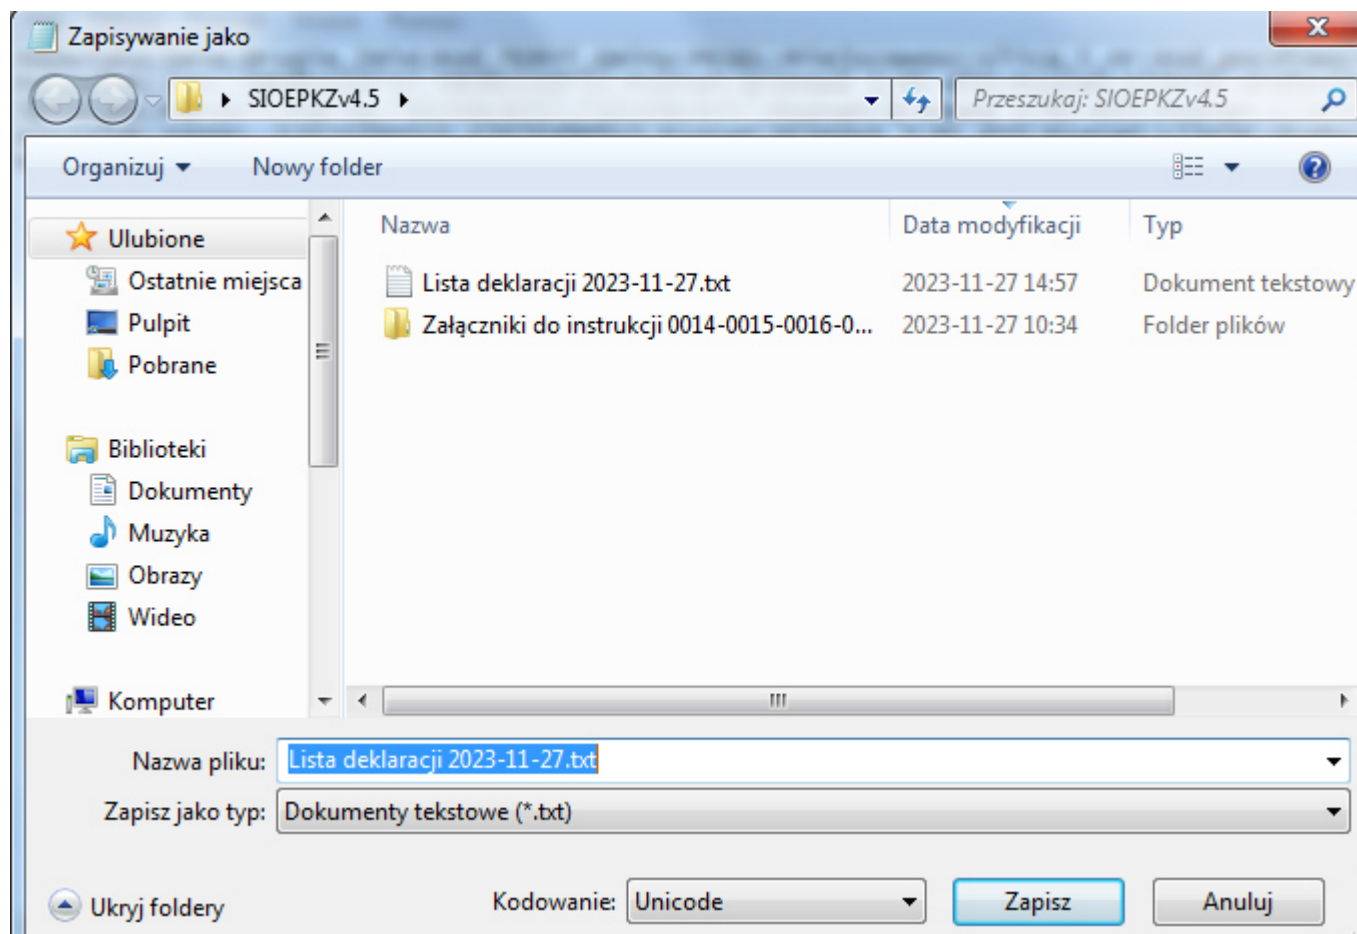 Zapisywanie jako
SIOEPKZv4.5
Przeszukaj: SIOEPKZv4.5
Organizuj
Nowy folder
Nazwa
Data modyfikacji
Typ
Ulubione
Ostatnie miejsca
Pulpit
Pobrane
Biblioteki
Dokumenty
Muzyka
Obrazy
Wideo
Komputer
Lista deklaracji 2023-11-27.txt 2023-11-27 14:57 Dokument tekstowy
Załączniki do instrukcji 0014-0015-0016-0... 2023-11-27 10:34 Folder plików
Nazwa pliku: Lista deklaracji 2023-11-27.txt
Zapisz jako typ: Dokumenty tekstowe (*.txt)
Ukryj foldery
Kodowanie: Unicode
Zapisz
Anuluj